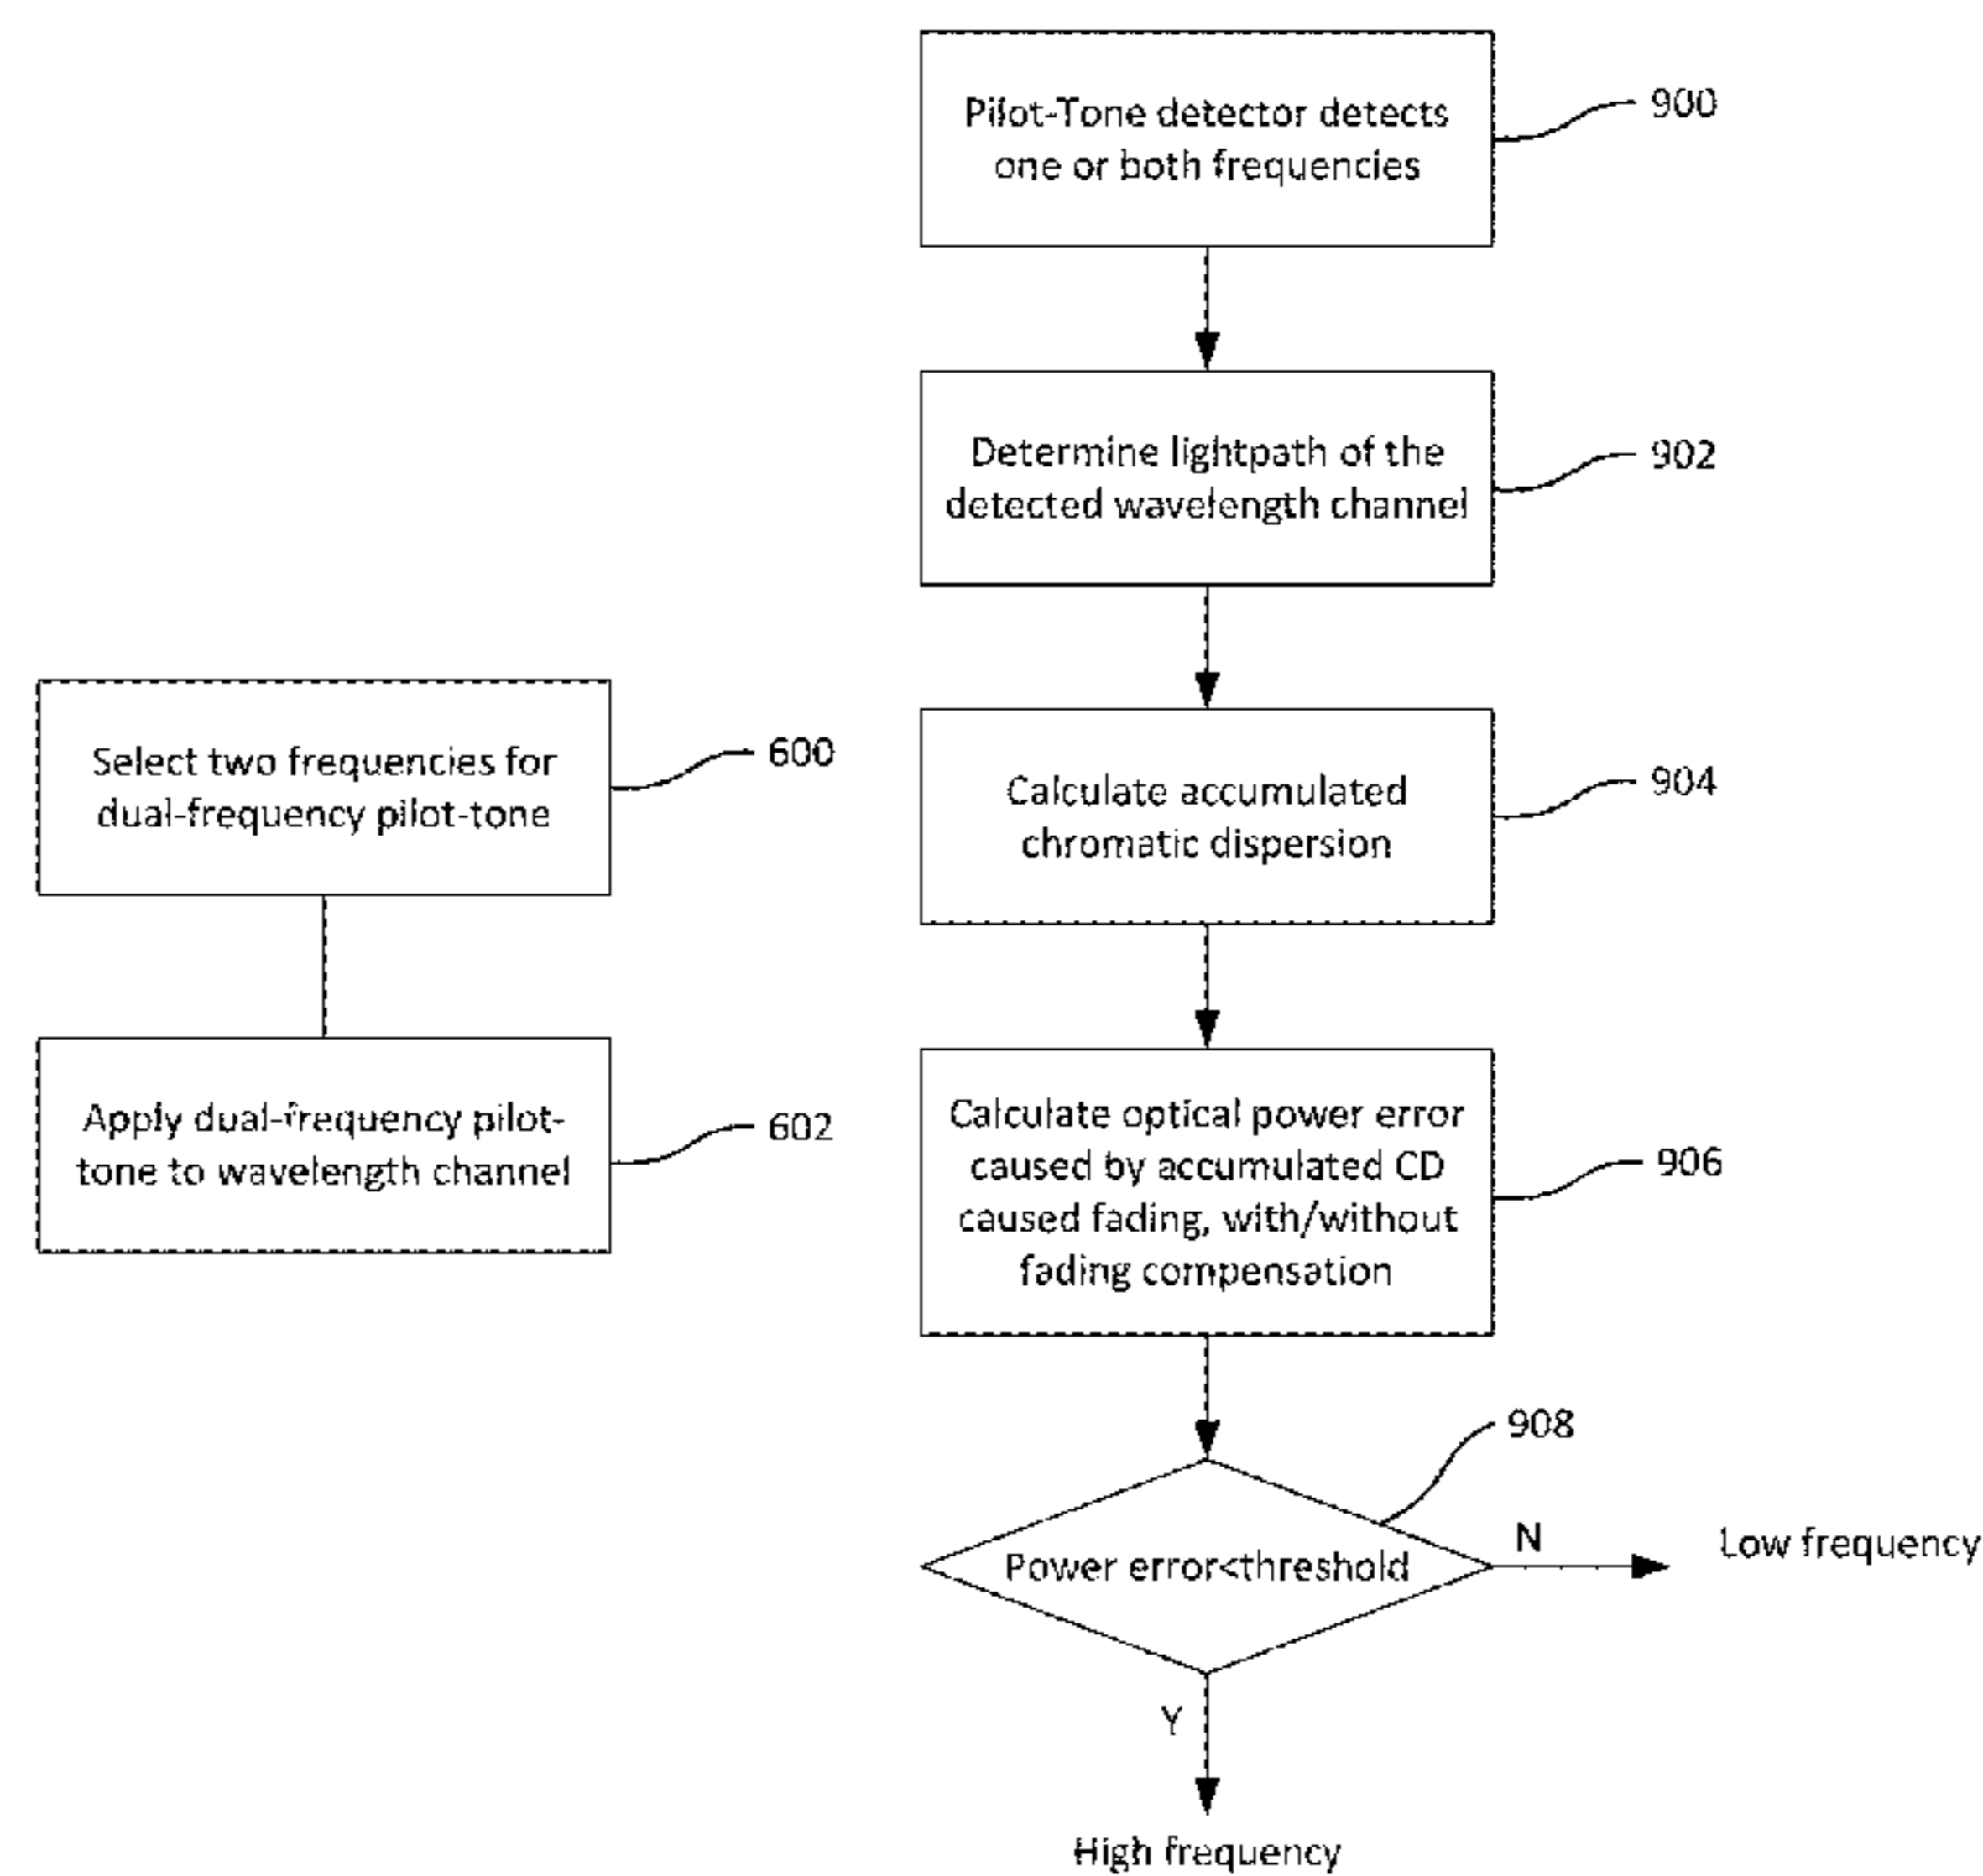 Pilot-Tone detector detects
one or both frequencies
900
Determine lightpath of the
detected wavelength channel
902
Select two frequencies for
dual-frequency pilot-tone
600
Calculate accumulated
chromatic dispersion
904
Apply dual-frequency pilot-
tone to wavelength channel
602
Calculate optical power error
caused by accumulated CD
caused fading, with/without
fading compensation
906
908
Power error<threshold
N
Low frequency
Y
High frequency